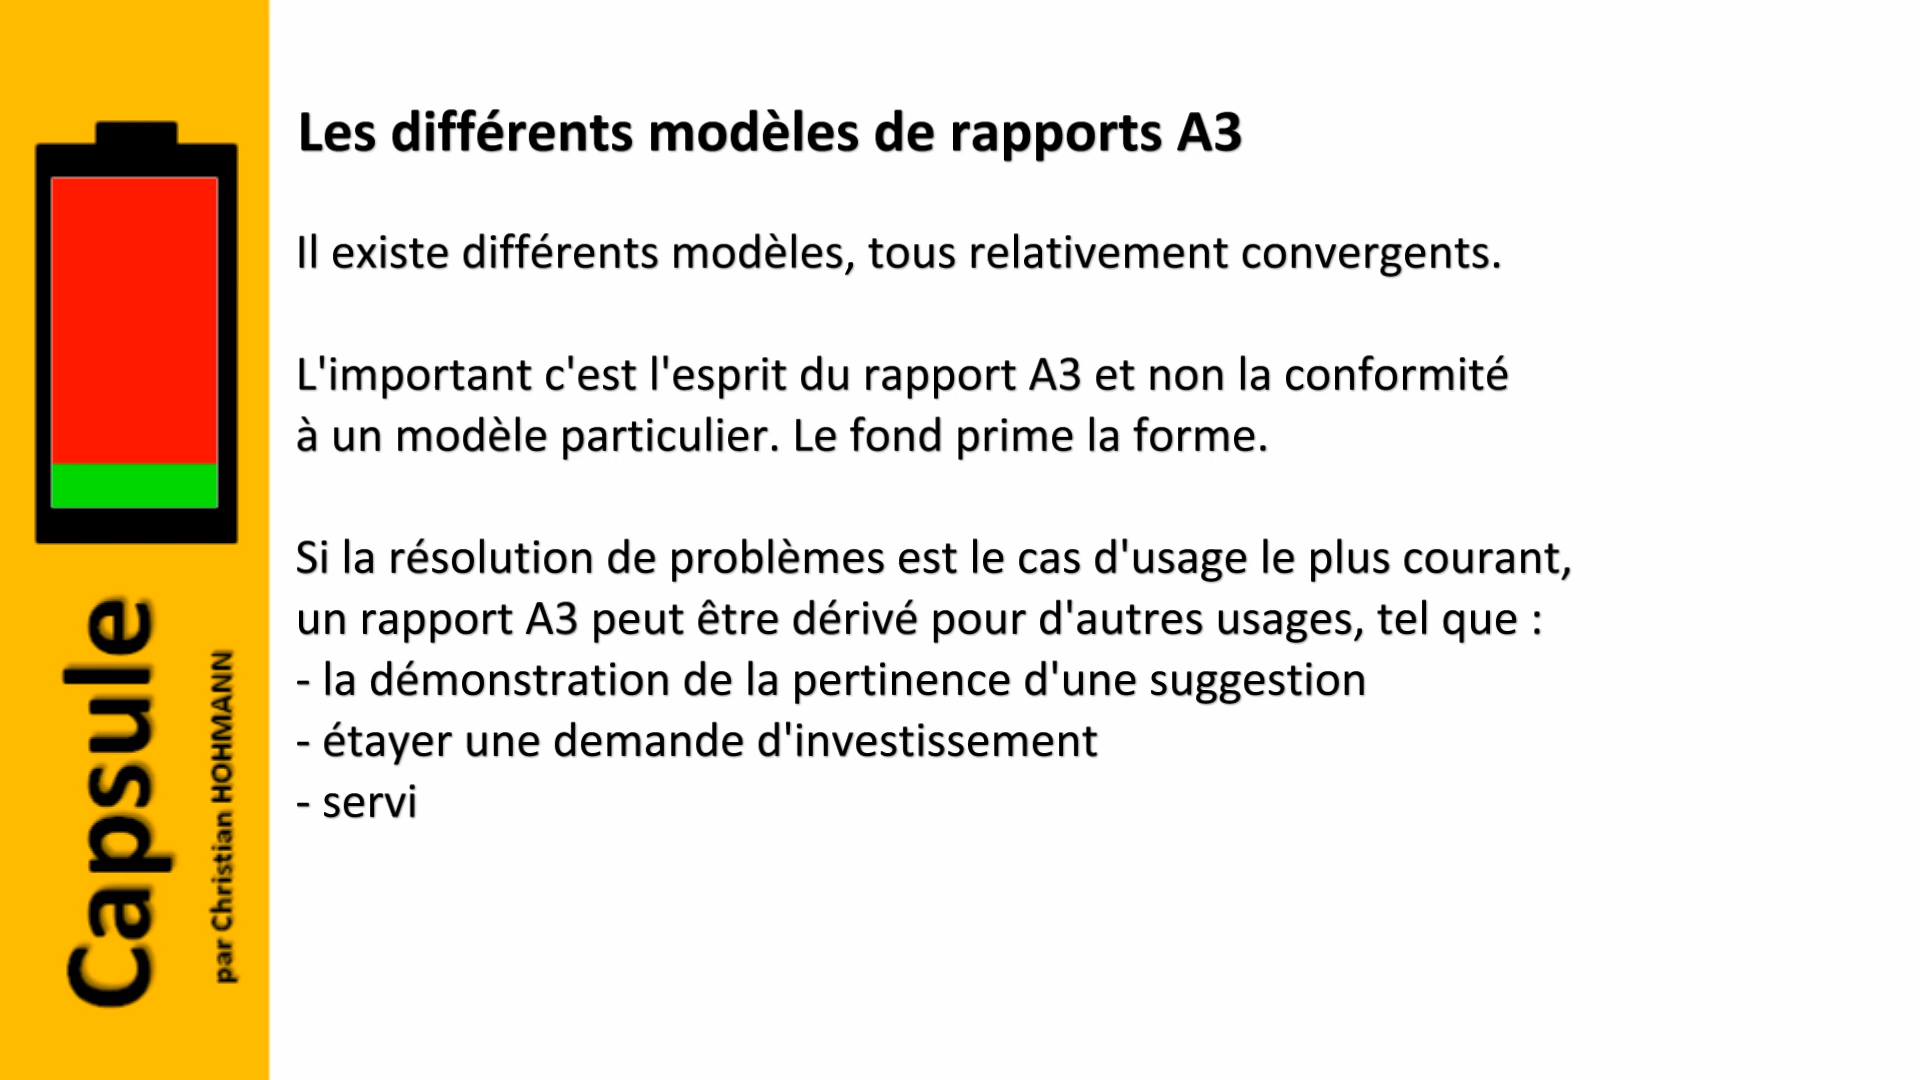 Les différents modèles de rapports A3
Il existe différents modèles, tous relativement convergents.
L'important c'est l'esprit du rapport A3 et non la conformité
à un modèle particulier. Le fond prime la forme.
Si la résolution de problèmes est le cas d'usage le plus courant,
un rapport A3 peut être dérivé pour d'autres usages, tel que :
- la démonstration de la pertinence d'une suggestion
- étayer une demande d'investissement
- servi
Capsule
par Christian HOHMANN